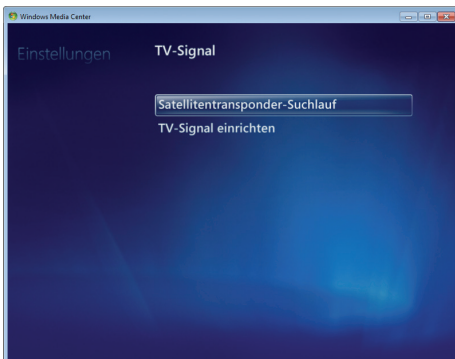 Windows Media Center
Einstellungen
TV-Signal
Satellitentransponder-Suchlauf
TV-Signal einrichten